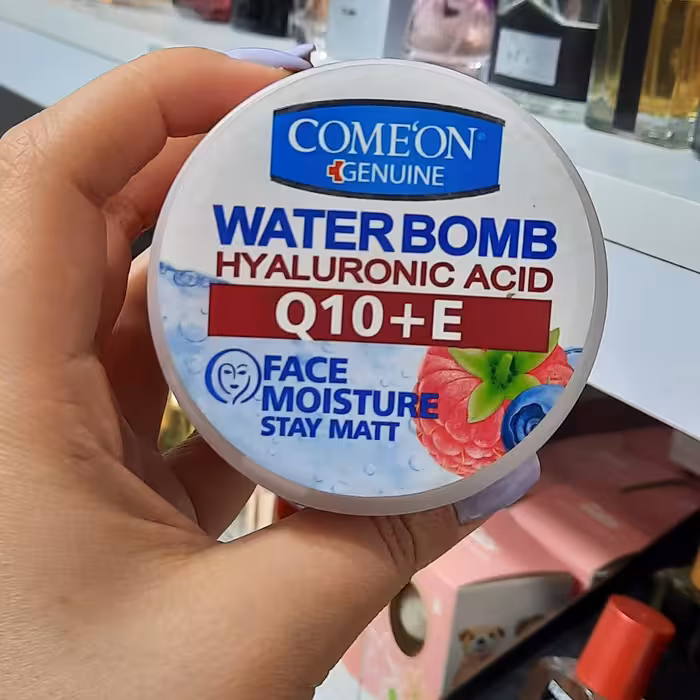 COME'ON
GENUINE
WATER BOMB
HYALURONIC ACID
Q10+E
FACE
MOISTURE
STAY MATT